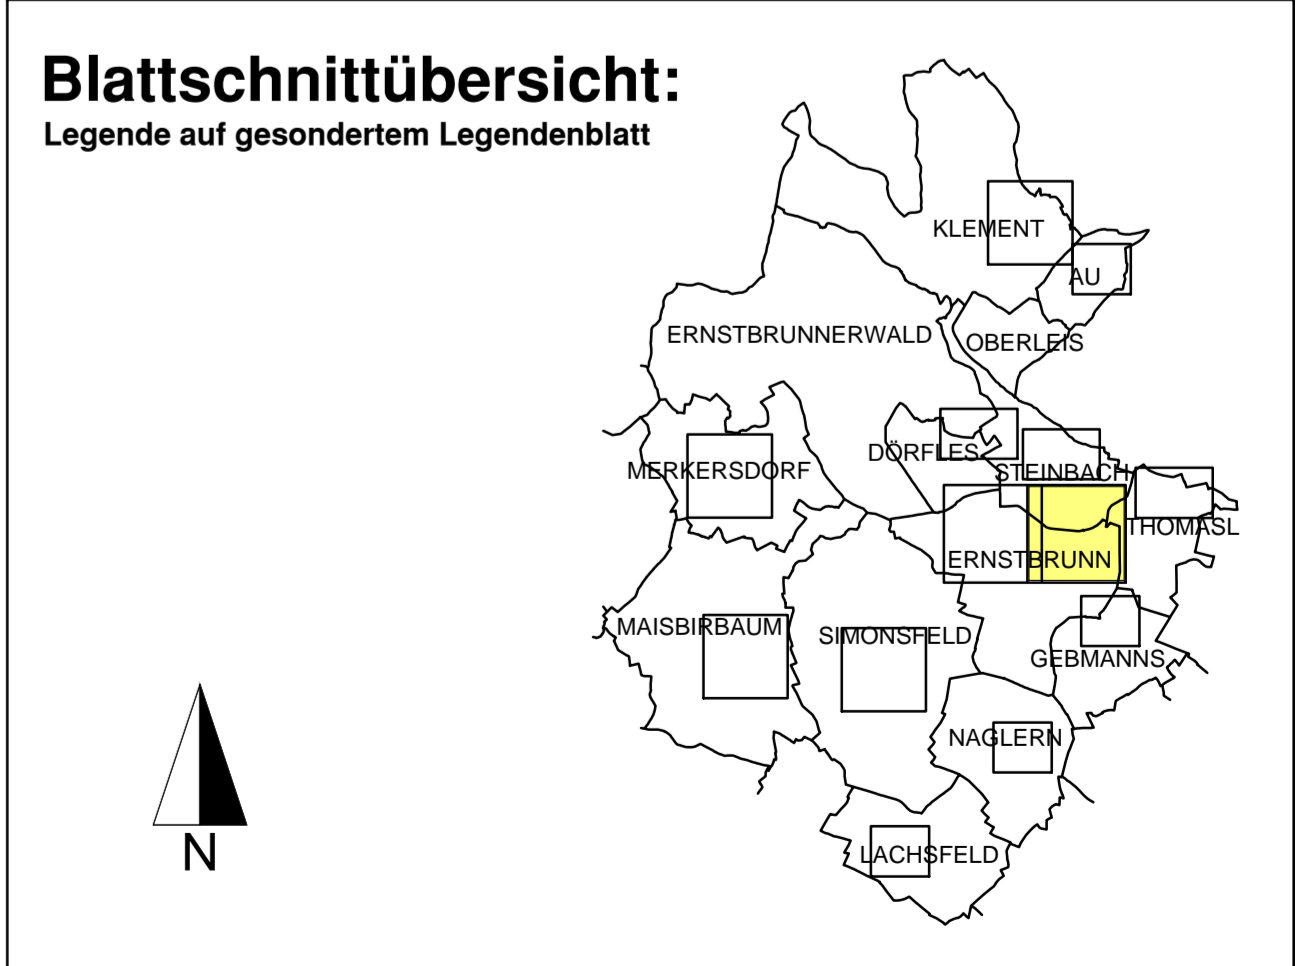 Blattschnittübersicht:
Legende auf gesondertem Legendenblatt
KLEMENT
AU
ERNSTBRUNNERWALD
OBERLEIS
DÖRFLES
MERKERSDORF
STEINBACH
THOMASL
ERNSTBRUNN
MAISBIRBAUM
SIMONSFELD
GEBMANNS
NAGLERN
LACHSFELD
N